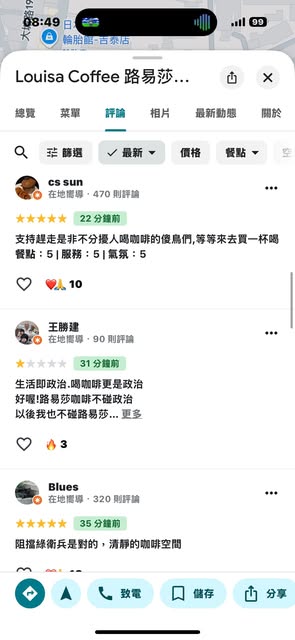 08:49
99
日
輪胎館-吉泰店
Louisa Coffee 路易莎...
總覽 菜單 評論 相片 最新動態 關於
篩選 最新 價格 餐點
cs sun
在地嚮導・470 則評論
22 分鐘前
支持趕走是非不分擾人喝咖啡的傻鳥們,等等來去買一杯喝
餐點：5 | 服務：5 | 氣氛：5
10
王勝建
在地嚮導・90 則評論
31 分鐘前
生活即政治.喝咖啡更是政治
好喔!路易莎咖啡不碰政治
以後我也不碰路易莎... 更多
3
Blues
在地嚮導・320 則評論
35 分鐘前
阻擋綠衛兵是對的，清靜的咖啡空間
致電 儲存 分享